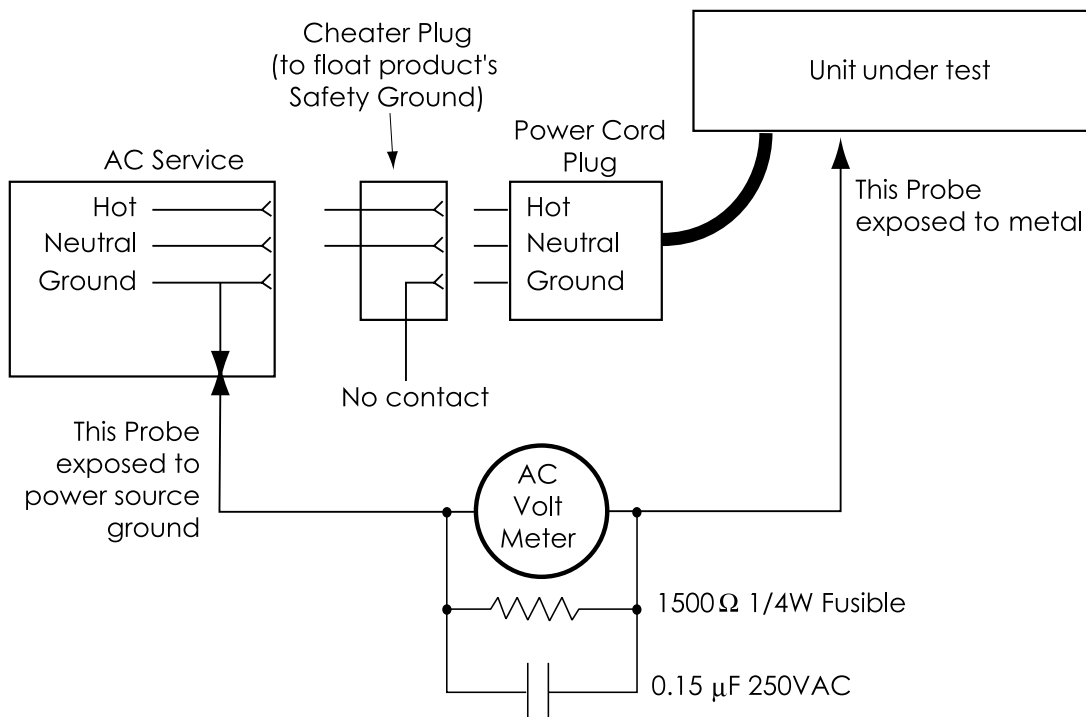 Cheater Plug
(to float product's
Safety Ground)
Unit under test
AC Service
Power Cord
Plug
Hot
Neutral
Ground
Hot
Neutral
Ground
This Probe
exposed to metal
No contact
This Probe
exposed to
power source
ground
AC
Volt
Meter
1500Ω 1/4W Fusible
0.15 µF 250VAC